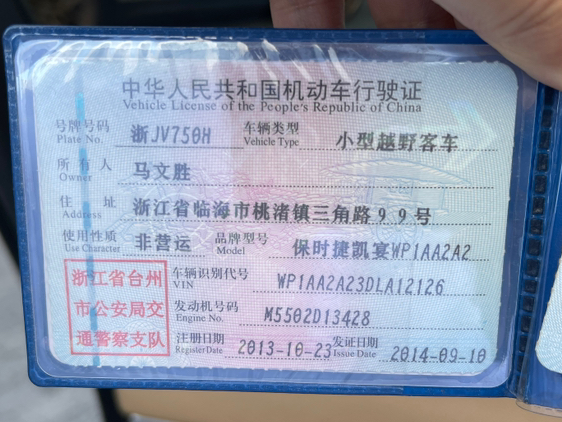 中华人民共和国机动车行驶证
Vehicle License of the People's Republic of China
号牌号码 浙JV750H 车辆类型 小型越野客车
Plate No. Vehicle Type
所有人 马文胜
Owner
住址 浙江省临海市桃渚镇三角路99号
Address
使用性质 非营运 品牌型号 保时捷凯宴WP1AA2A2
Use Character Model
浙江省台州 车辆识别代号 WP1AA2A23DLA12126
VIN
市公安局交 发动机号码 M5502D13428
Engine No.
通警察支队 注册日期 2013-10-23 发证日期 2014-09-10
Register Date Issue Date